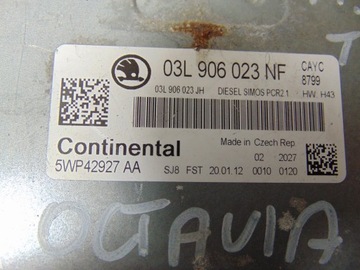 03L 906 023 NF
CAYC
8799
03L 906 023 JH DIESEL SIMOS PCR2 1 HW H43
Continental
5WP42927 AA
Made in Czech Rep
02 2027
SJ8 FST 20.01.12 0010 0120
OCTAVIA